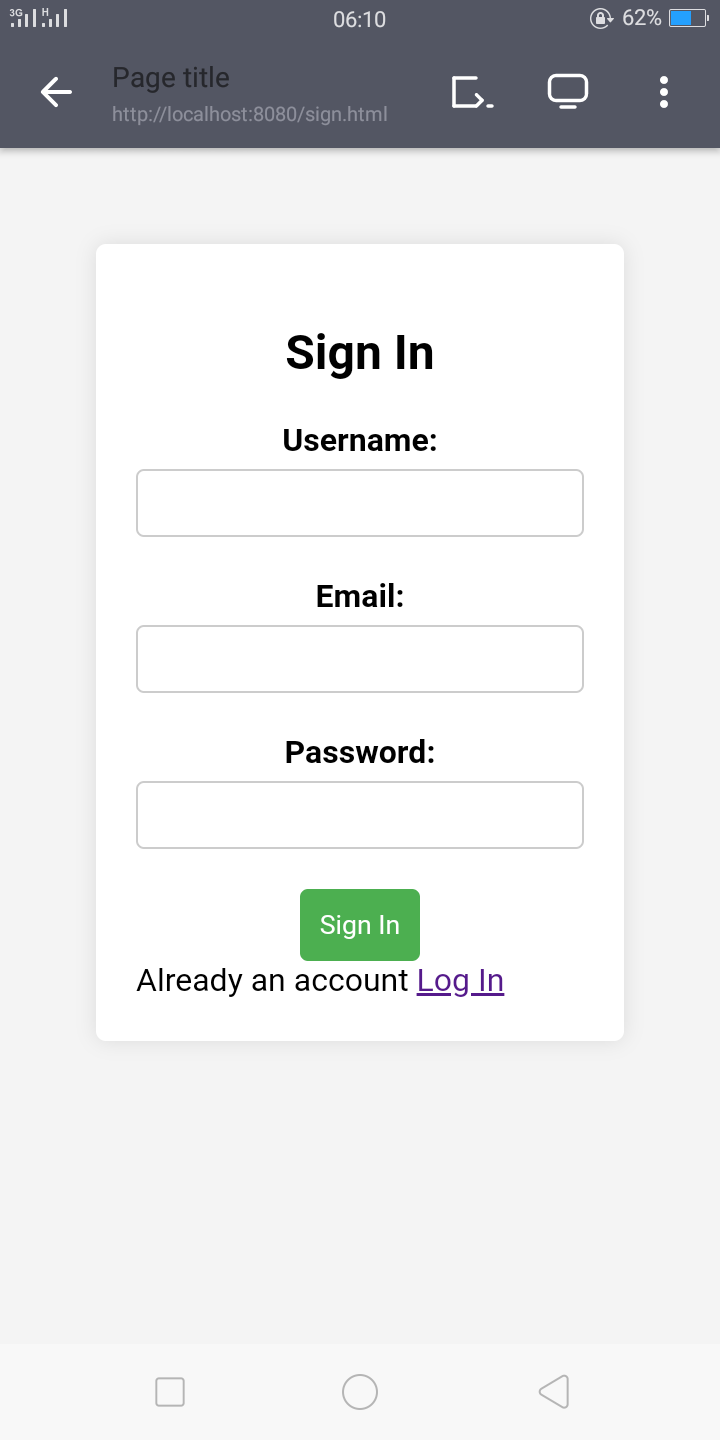 3G H 06:10 62%
Page title
http://localhost:8080/sign.html
Sign In
Username:
Email:
Password:
Sign In
Already an account Log In